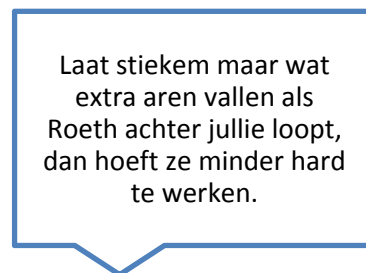 Laat stiekem maar wat
extra aren vallen als
Roeth achter jullie loopt,
dan hoeft ze minder hard
te werken.